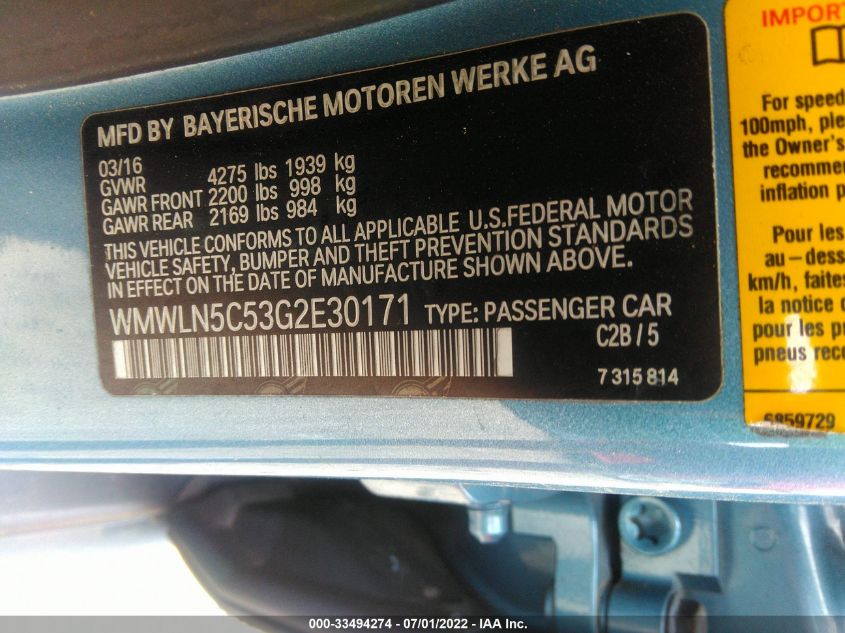 MFD BY BAYERISCHE MOTOREN WERKE AG
03/16
GVWR 4275 lbs 1939 kg
GAWR FRONT 2200 lbs 998 kg
GAWR REAR 2169 lbs 984 kg
THIS VEHICLE CONFORMS TO ALL APPLICABLE U.S.FEDERAL MOTOR
VEHICLE SAFETY, BUMPER AND THEFT PREVENTION STANDARDS
IN EFFECT ON THE DATE OF MANUFACTURE SHOWN ABOVE.
WMWLN5C53G2E30171 TYPE: PASSENGER CAR
C2B / 5
7 315 814
IMPORT
For speed
100mph, ple
the Owner's
recomme
inflation p
Pour les
au-dess
km/h, faites
la notice
pour les p
pneus reco
6859729
000-33494274 / 07/01/2022 - IAA Inc.